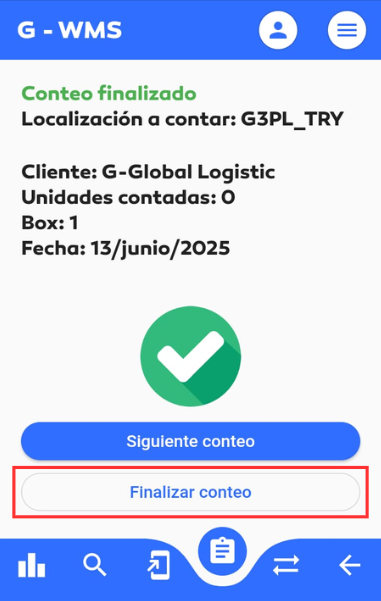 G - WMS
Conteo finalizado
Localización a contar: G3PL_TRY
Cliente: G-Global Logistic
Unidades contadas: 0
Box: 1
Fecha: 13/junio/2025
Siguiente conteo
Finalizar conteo